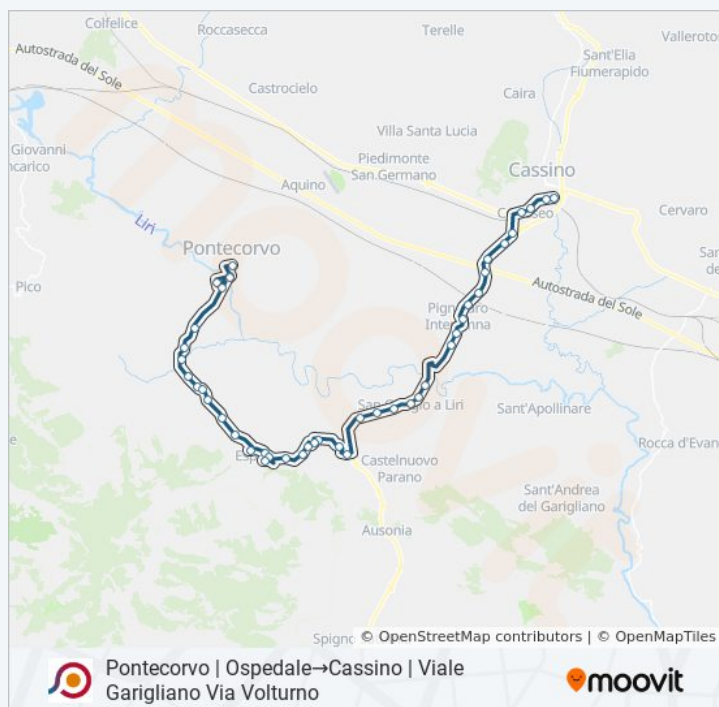 Colfelice
Roccasecca
Terelle
Valleroto
Sant'Elia
Fiumerapido
Autostrada del Sole
Castrocielo
Caira
Villa Santa Lucia
Giovanni
ncarico
Piedimonte
San Germano
Cassino
Aquino
Cervaro
Liri
Pontecorvo
Autostrada del Sole
Pico
San
Sant'Apollinare
Rocca d'Evan
Castelnuovo
Parano
Sant'Andrea
del Garigliano
Ausonia
Spign
© OpenStreetMap contributors | © OpenMapTiles
Pontecorvo | Ospedale→Cassino | Viale
Garigliano Via Volturno
moovit